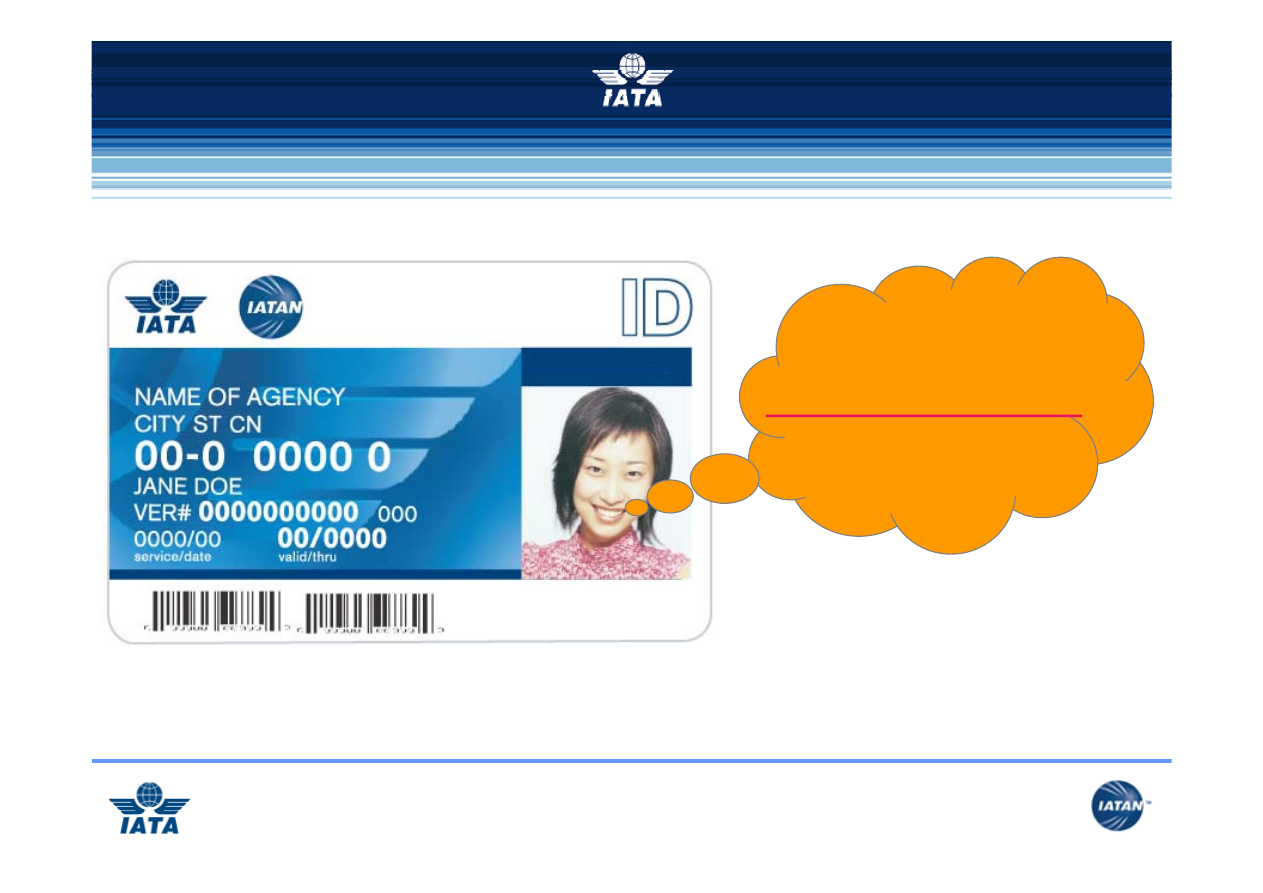 IATA
IATA
IATAN
ID
NAME OF AGENCY
CITY ST CN
00-0 0000 0
JANE DOE
VER# 0000000000 000
0000/00 00/0000
service/date valid/thru
IATA
IATAN™